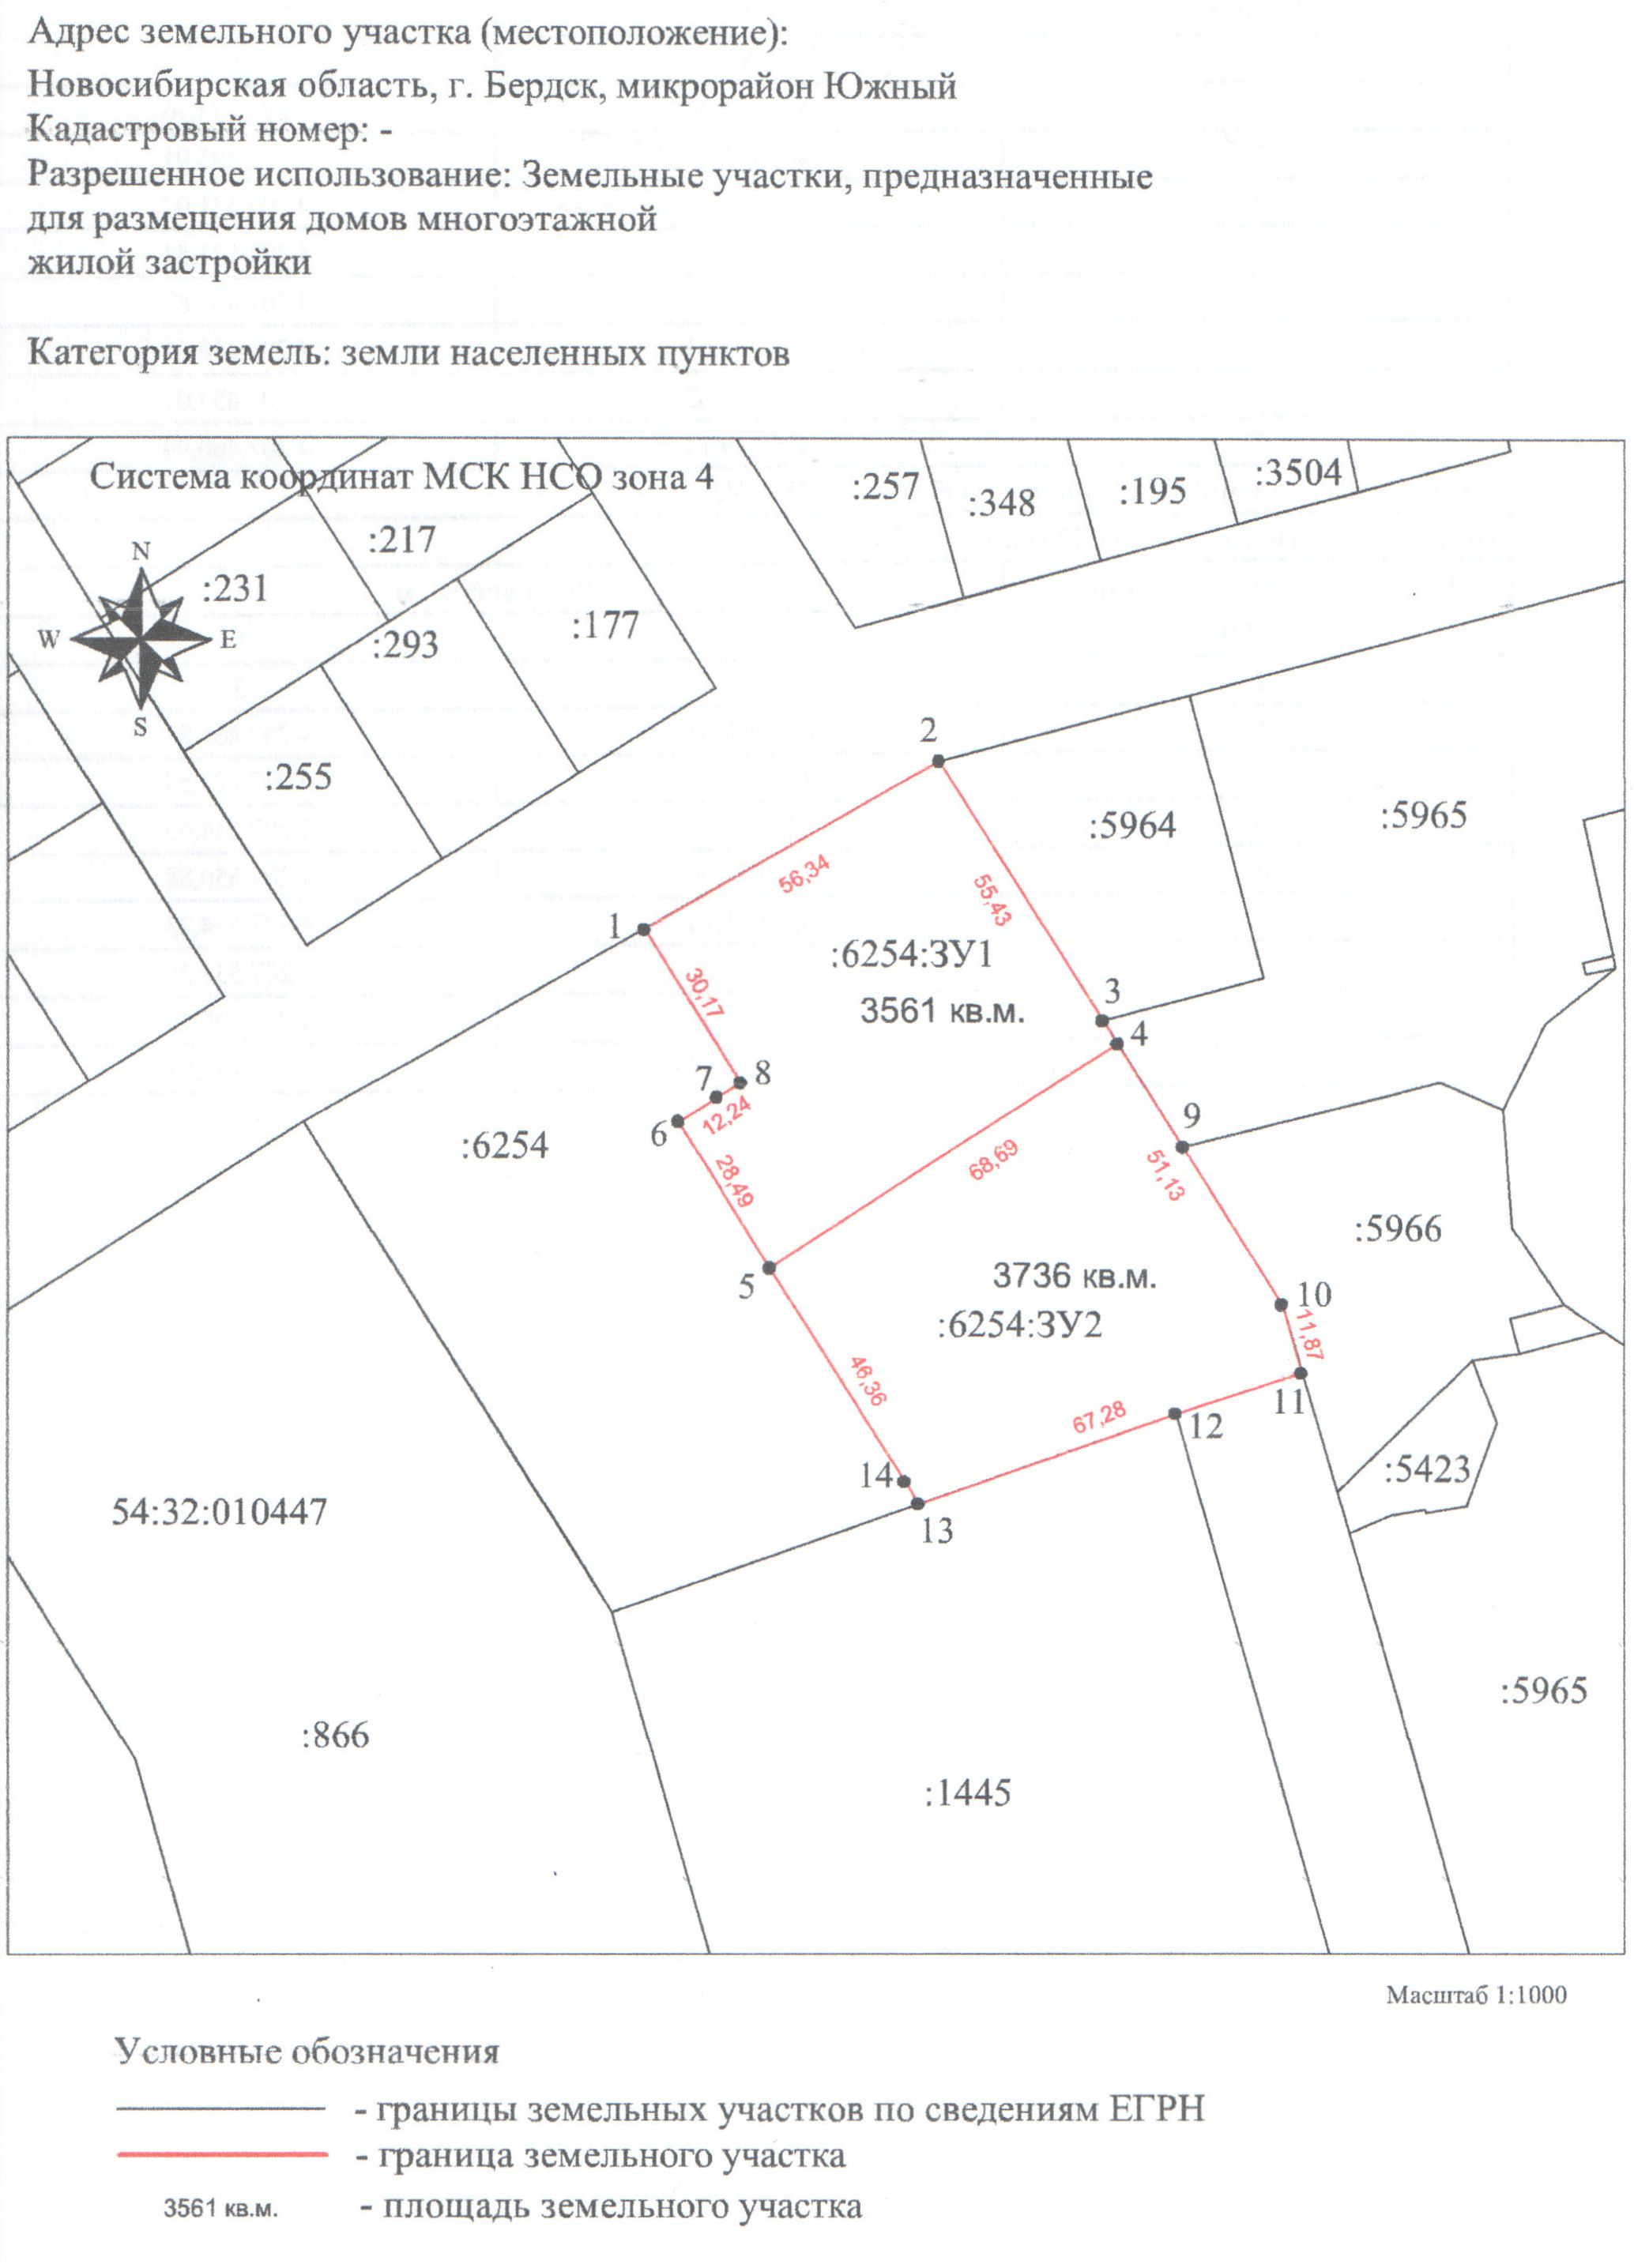 Адрес земельного участка (местоположение):
Новосибирская область, г. Бердск, микрорайон Южный
Кадастровый номер: -
Разрешенное использование: Земельные участки, предназначенные
для размещения домов многоэтажной
жилой застройки
Категория земель: земли населенных пунктов
Система координат МСК НСО зона 4
:257
:348
:195
:3504
:217
:231
:293
:177
:255
N
W
E
S
2
:5964
:5965
56,34
55,43
1
:6254:ЗУ1
3561 кв.м.
30,17
3
4
7
8
6
12,24
9
:6254
28,49
68,69
51,13
:5966
5
3736 кв.м.
:6254:ЗУ2
10
11,87
46,36
67,28
11
12
14
13
:5423
54:32:010447
:5965
:866
:1445
Масштаб 1:1000
Условные обозначения
- границы земельных участков по сведениям ЕГРН
- граница земельного участка
3561 кв.м. - площадь земельного участка